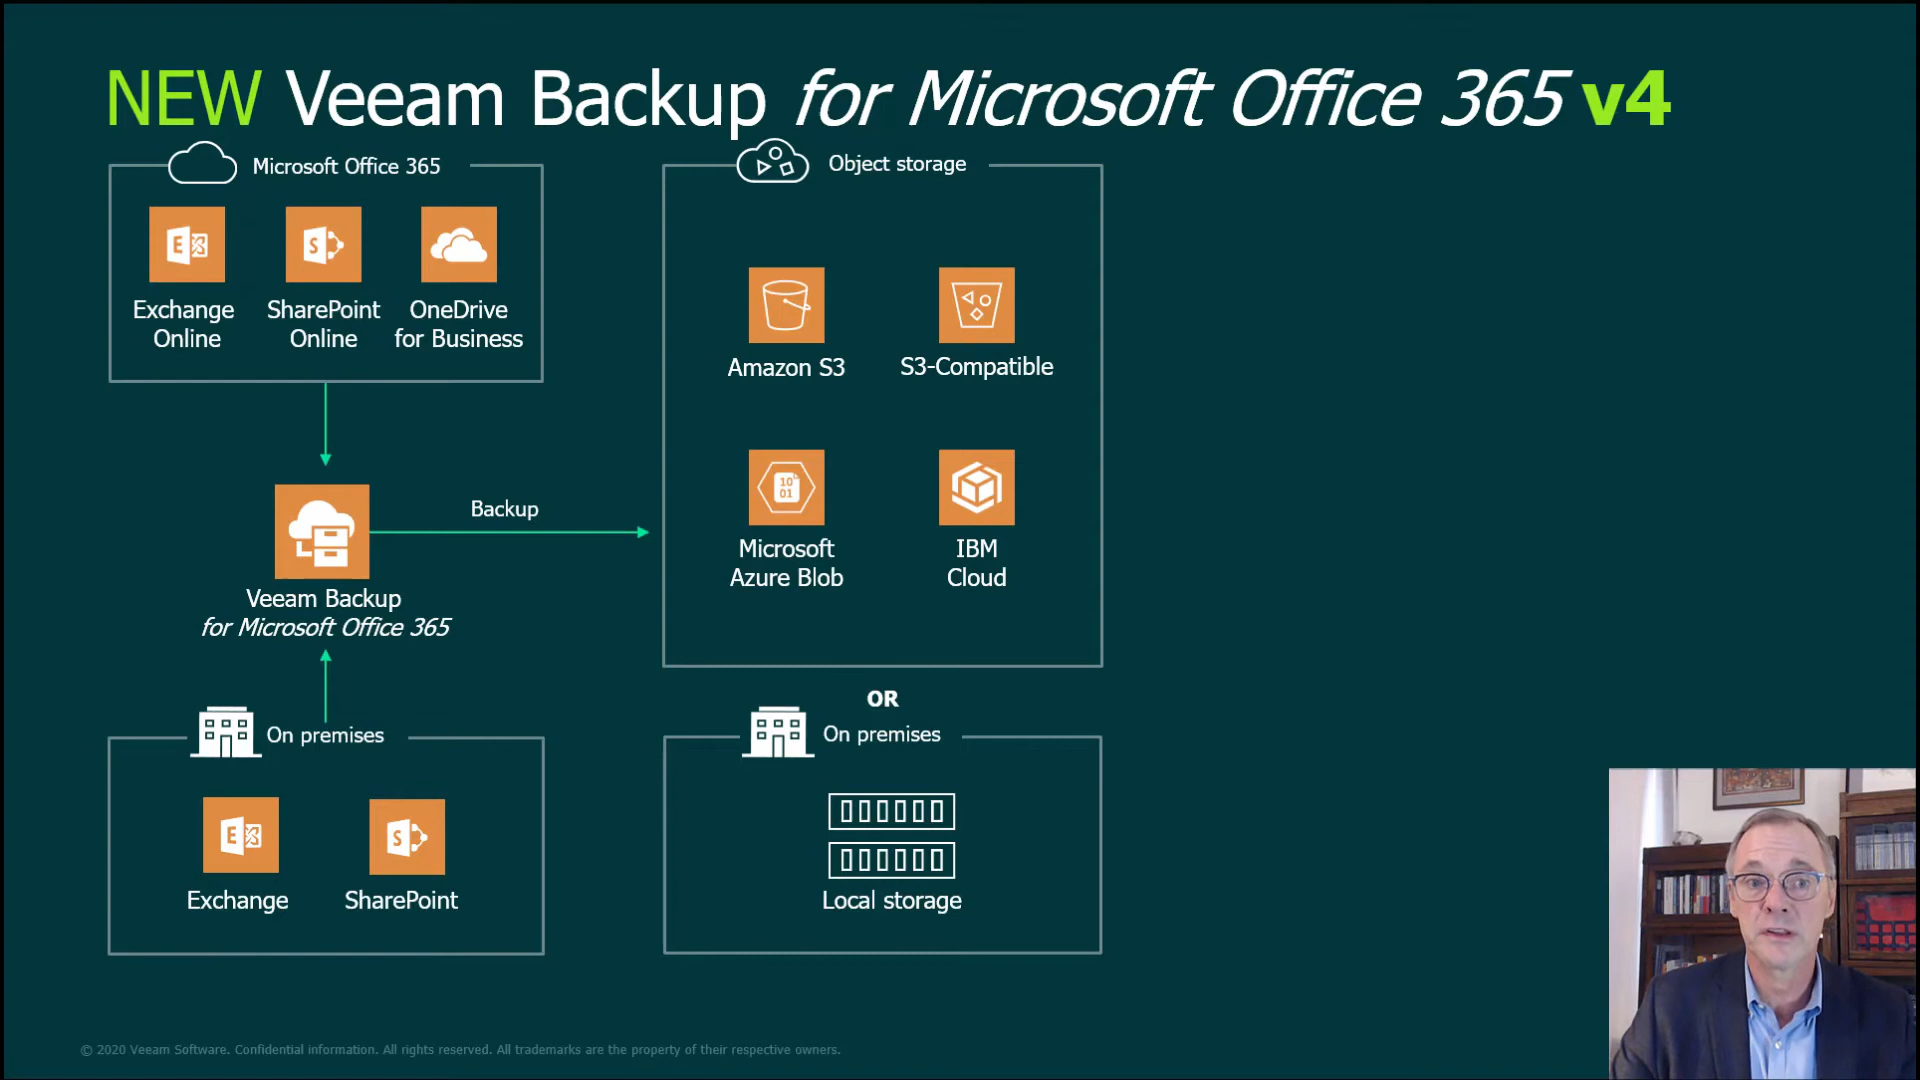 NEW Veeam Backup for Microsoft Office 365 v4
Microsoft Office 365
Exchange
Online
SharePoint
Online
OneDrive
for Business
Object storage
Amazon S3
S3-Compatible
10
01
Microsoft
Azure Blob
IBM
Cloud
Backup
Veeam Backup
for Microsoft Office 365
OR
On premises
E
Exchange
S
SharePoint
On premises
Local storage
© 2020 Veeam Software. Confidential information. All rights reserved. All trademarks are the property of their respective owners.